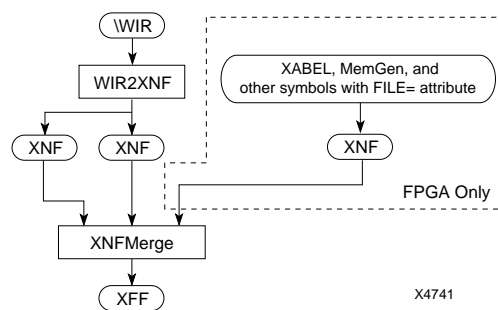 \WIR
WIR2XNF
XABEL, MemGen, and
other symbols with FILE= attribute
XNF
XNF
XNF
FPGA Only
XNFMerge
XFF
X4741